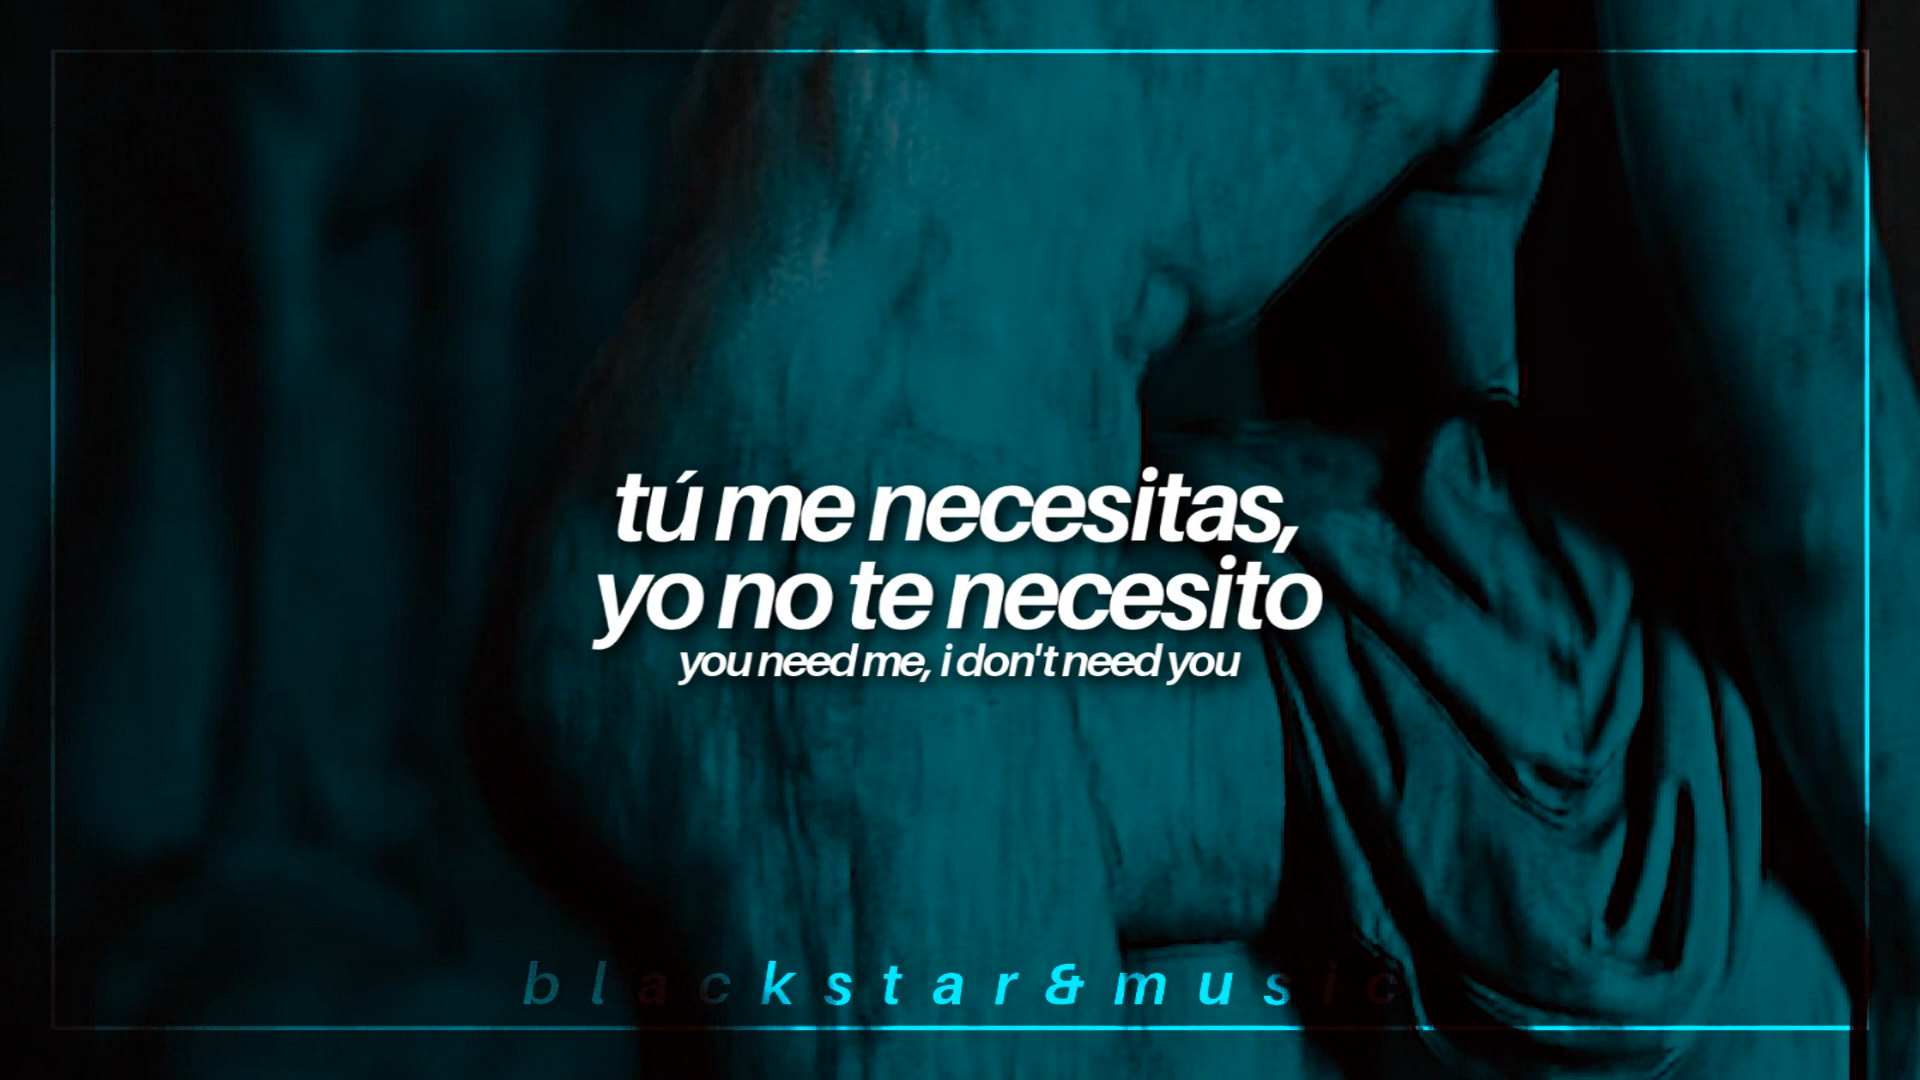 tú me necesitas,
yo no te necesito
you need me, i don't need you
blackstar&music